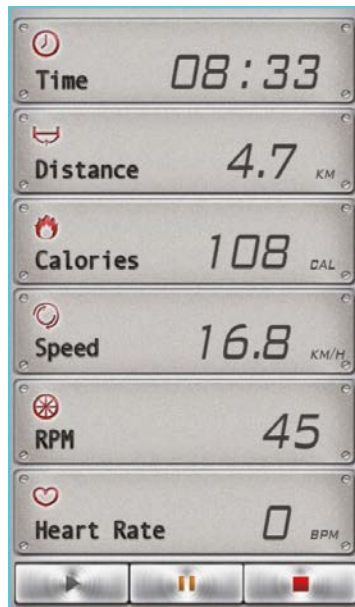 Time 08:33
Distance 4.7 KM
Calories 108 CAL
Speed 16.8 KM/H
RPM 45
Heart Rate 0 BPM